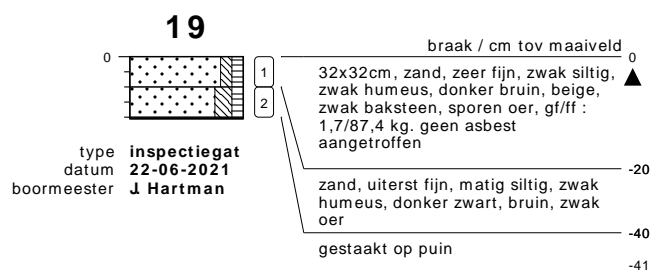 19
braak / cm tov maaiveld
0
0
1
32x32cm, zand, zeer fijn, zwak siltig,
zwak humeus, donker bruin, beige,
zwak baksteen, sporen oer, gf/ff :
1,7/87,4 kg. geen asbest
aangetroffen
2
type inspectiegat
datum 22-06-2021
boormeester J Hartman
-20
zand, uiterst fijn, matig siltig, zwak
humeus, donker zwart, bruin, zwak
oer
-40
gestaakt op puin
-41